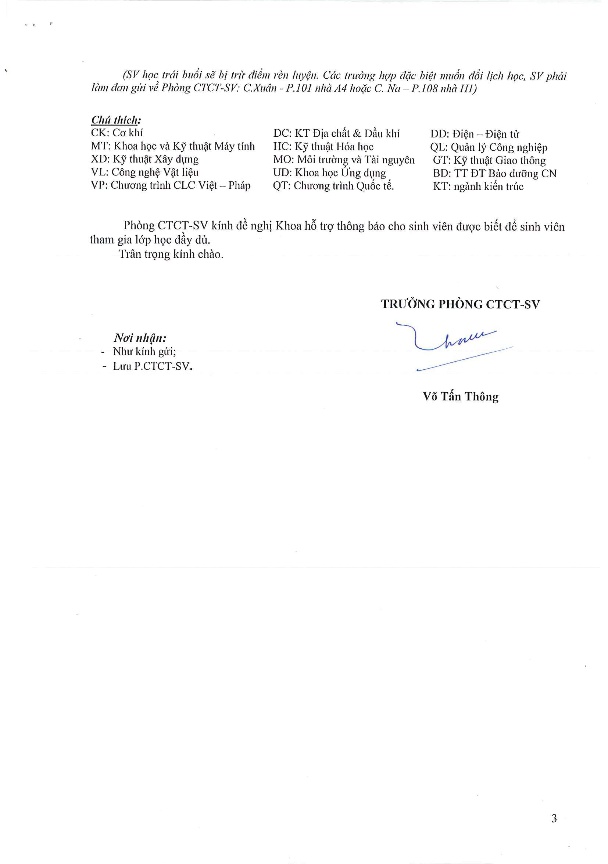 (SV học trái buổi sẽ bị trừ điểm rèn luyện. Các trường hợp đặc biệt muốn đổi lịch học, SV phải
làm đơn gửi về Phòng CTCT-SV: C.Xuân - P.101 nhà A4 hoặc C. Na – P.108 nhà III)
Chú thích:
CK: Cơ khí DC: KT Địa chất & Dầu khí DD: Điện – Điện tử
MT: Khoa học và Kỹ thuật Máy tính HC: Kỹ thuật Hóa học QL: Quản lý Công nghiệp
XD: Kỹ thuật Xây dựng MO: Môi trường và Tài nguyên GT: Kỹ thuật Giao thông
VL: Công nghệ Vật liệu UD: Khoa học Ứng dụng BD: TT ĐT Bảo dưỡng CN
VP: Chương trình CLC Việt – Pháp QT: Chương trình Quốc tế. KT: ngành kiến trúc
Phòng CTCT-SV kính đề nghị Khoa hỗ trợ thông báo cho sinh viên được biết để sinh viên
tham gia lớp học đầy đủ.
Trân trọng kính chào.
TRƯỞNG PHÒNG CTCT-SV
Nơi nhận:
- Như kính gửi;
- Lưu P.CTCT-SV.
Võ Tấn Thông
3